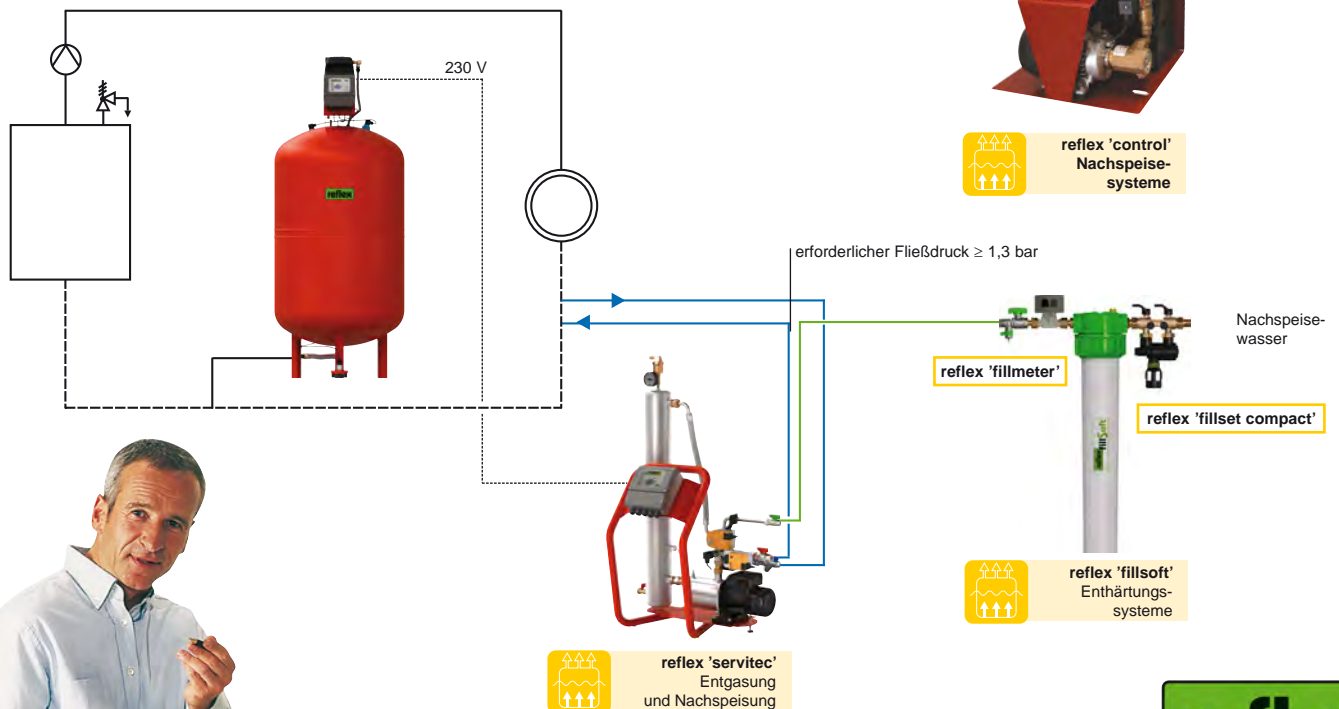 230 V
reflex
reflex 'control'
Nachspeise-
systeme
erforderlicher Fließdruck ≥ 1,3 bar
Nachspeise-
wasser
reflex 'fillmeter'
reflex 'fillset compact'
fillsoft
reflex 'fillsoft'
Enthärtungs-
systeme
reflex 'servitec'
Entgasung
und Nachspeisung